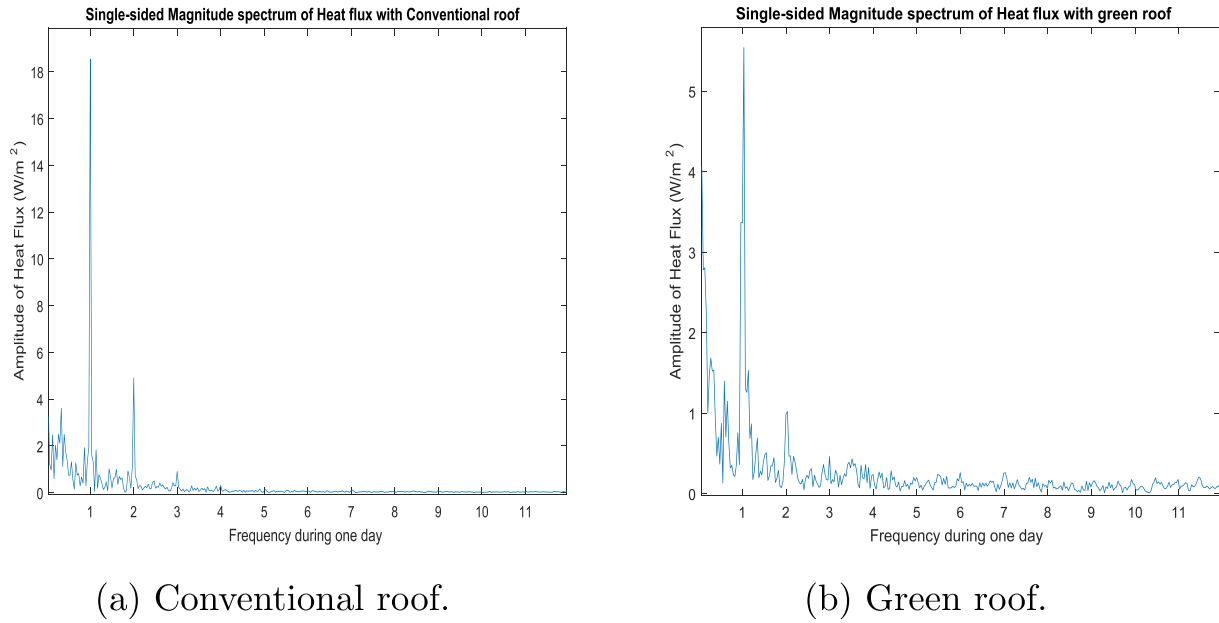 Single-sided Magnitude spectrum of Heat flux with Conventional roof
Amplitude of Heat Flux (W/m 2 )
18
16
14
12
10
8
6
4
2
0
1 2 3 4 5 6 7 8 9 10 11
Frequency during one day
(a) Conventional roof.
Single-sided Magnitude spectrum of Heat flux with green roof
Amplitude of Heat Flux (W/m 2 )
5
4
3
2
1
0
1 2 3 4 5 6 7 8 9 10 11
Frequency during one day
(b) Green roof.